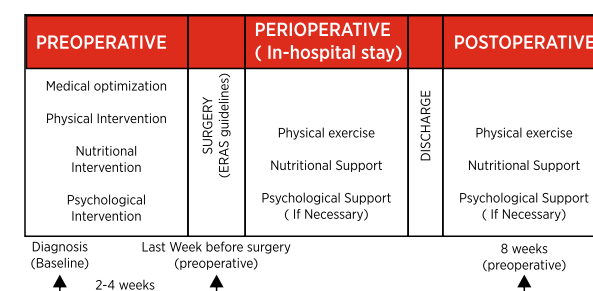 PREOPERATIVE
PERIOPERATIVE
( In-hospital stay)
POSTOPERATIVE
Medical optimization
Physical Intervention
Nutritional
Intervention
Psychological
Intervention
SURGERY
(ERAS guidelines)
Physical exercise
Nutritional Support
Psychological Support
( If Necessary)
DISCHARGE
Physical exercise
Nutritional Support
Psychological Support
( If Necessary)
Diagnosis
(Baseline)
Last Week before surgery
(preoperative)
8 weeks
(preoperative)
2-4 weeks